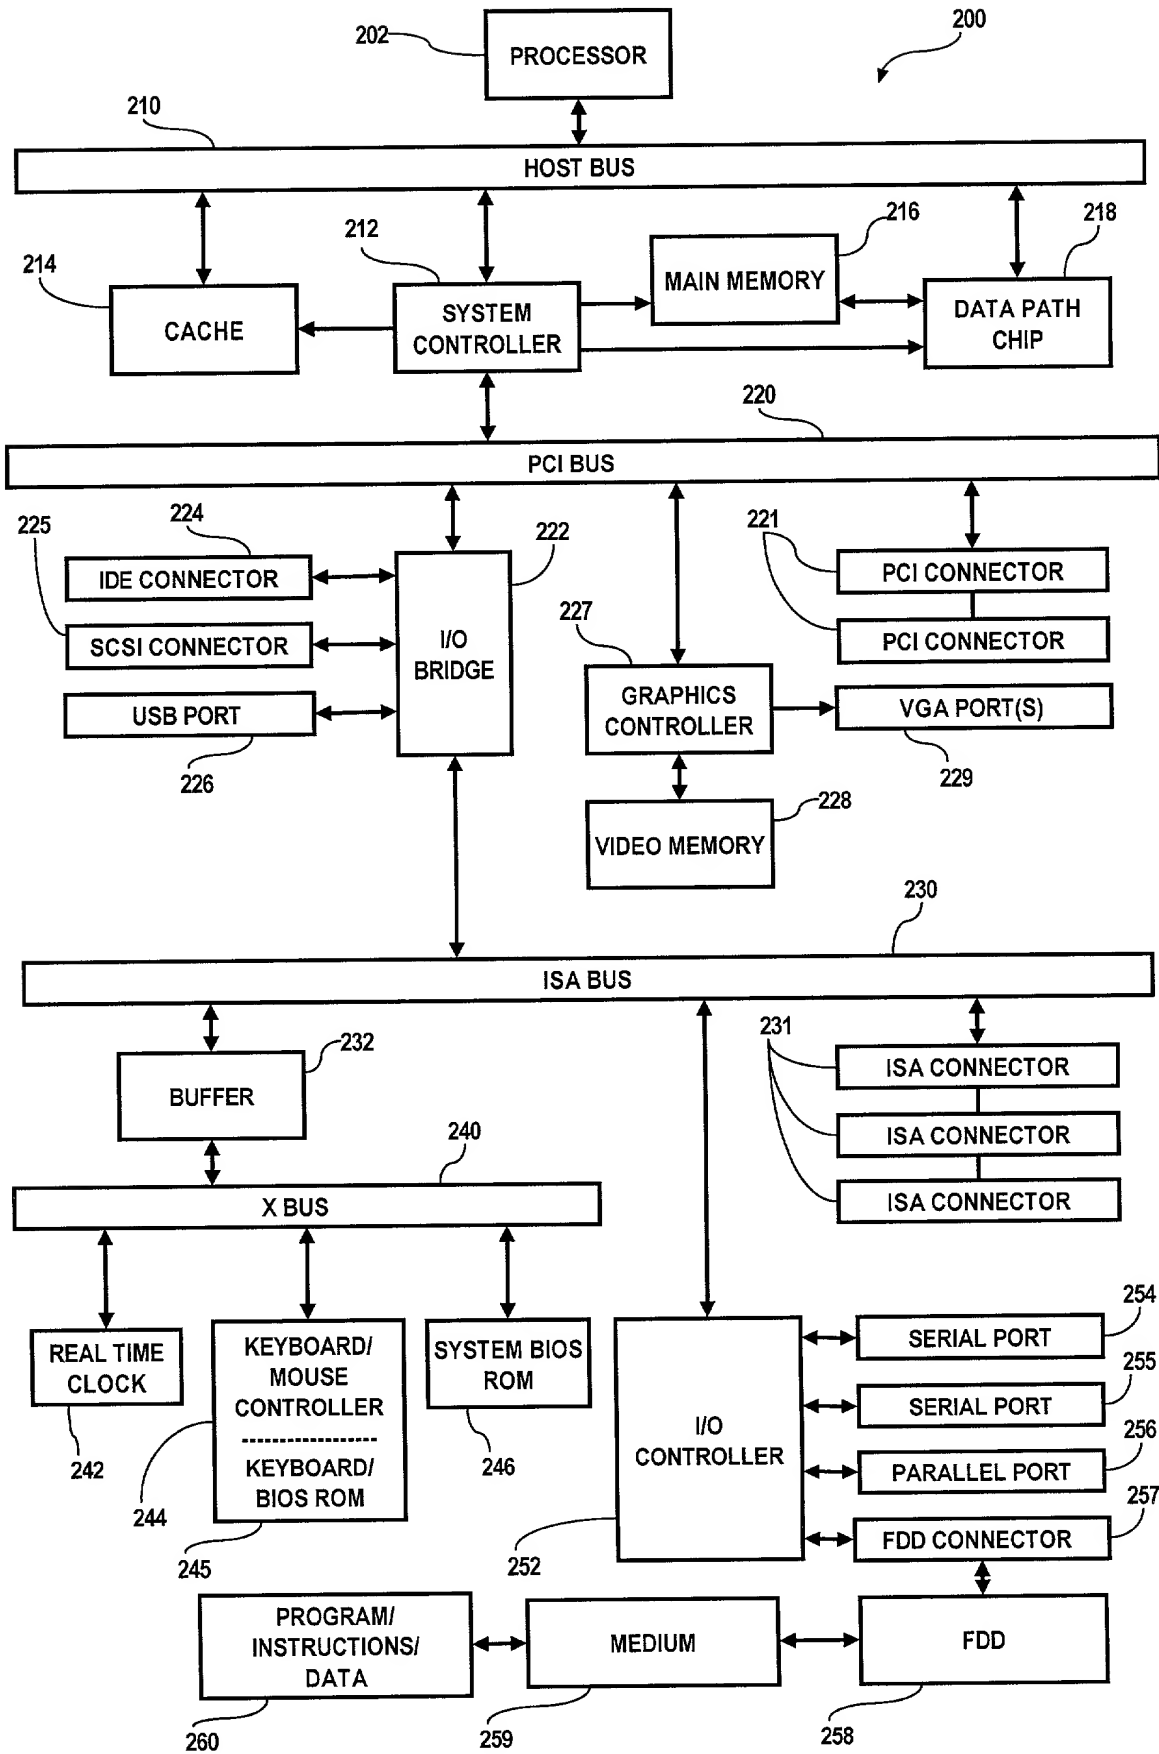 202
PROCESSOR
200
210
HOST BUS
212
216
218
214
MAIN MEMORY
CACHE
SYSTEM
CONTROLLER
DATA PATH
CHIP
220
PCI BUS
225
224
222
221
IDE CONNECTOR
PCI CONNECTOR
227
SCSI CONNECTOR
I/O
BRIDGE
PCI CONNECTOR
USB PORT
GRAPHICS
CONTROLLER
VGA PORT(S)
226
229
228
VIDEO MEMORY
230
ISA BUS
232
231
BUFFER
ISA CONNECTOR
ISA CONNECTOR
240
X BUS
ISA CONNECTOR
254
REAL TIME
CLOCK
KEYBOARD/
MOUSE
CONTROLLER
SYSTEM BIOS
ROM
SERIAL PORT
255
SERIAL PORT
I/O
CONTROLLER
256
242
KEYBOARD/
BIOS ROM
246
PARALLEL PORT
244
257
FDD CONNECTOR
245
252
PROGRAM/
INSTRUCTIONS/
DATA
MEDIUM
FDD
260
259
258